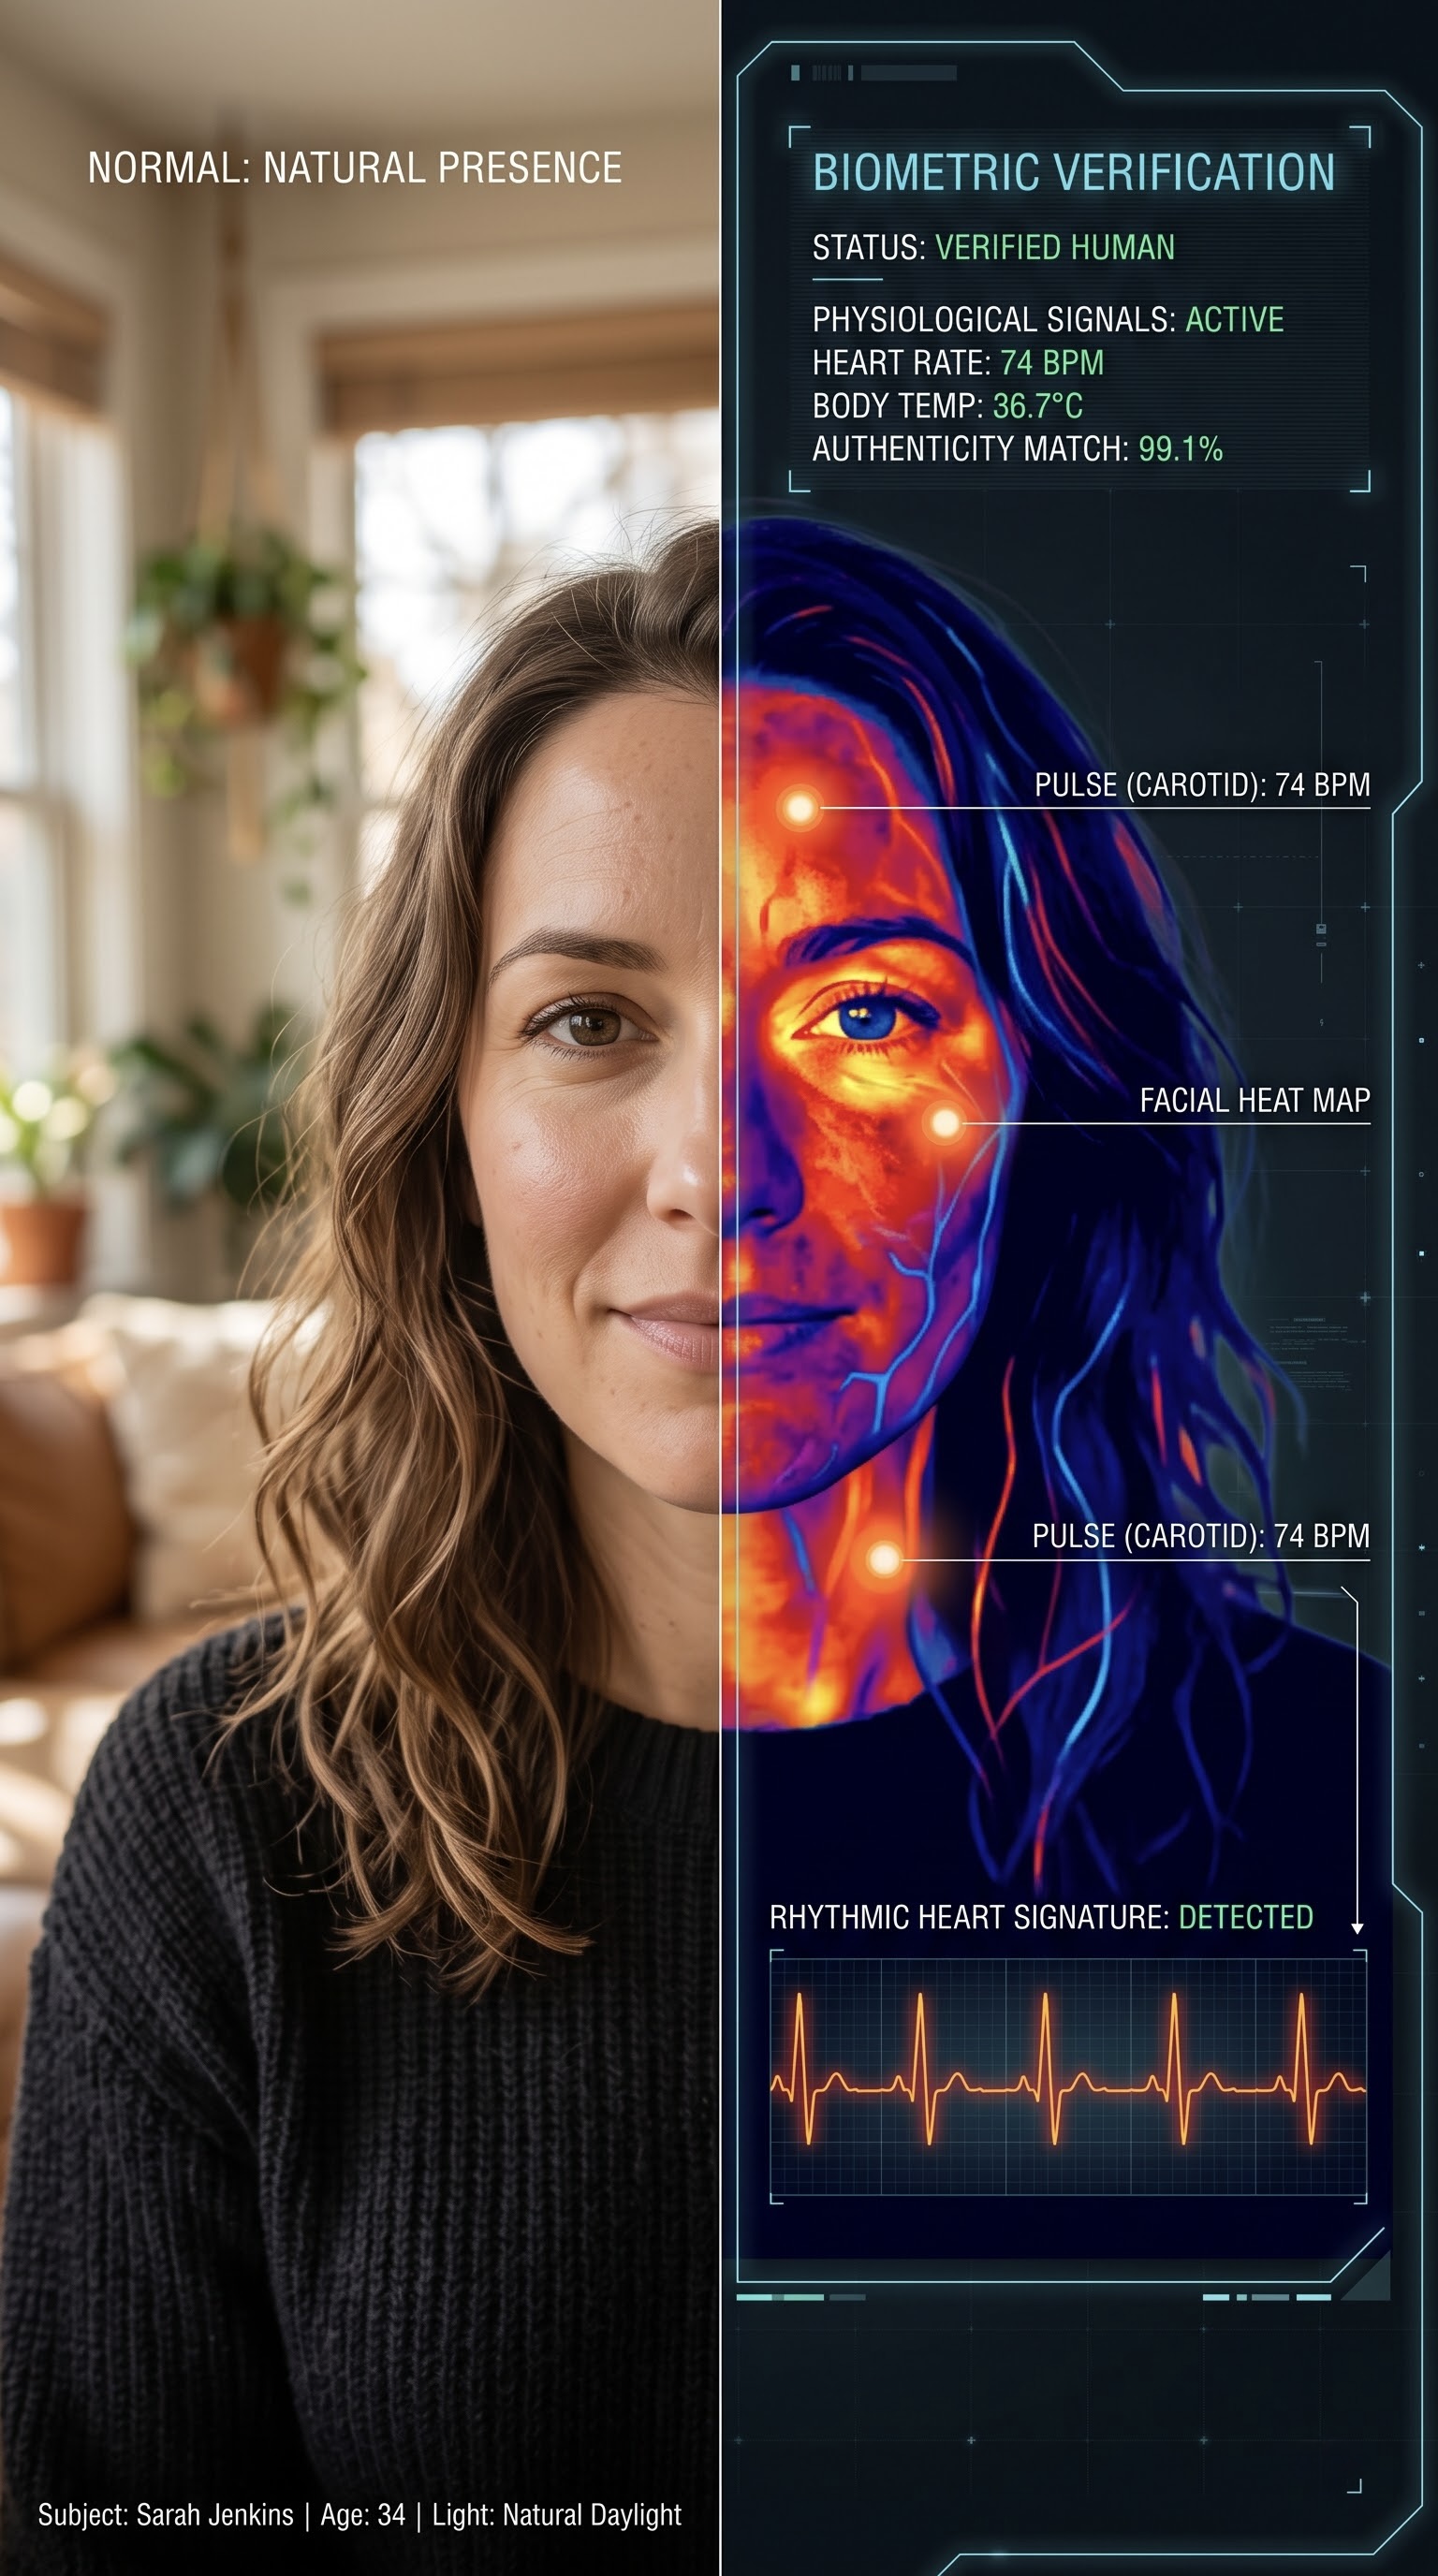 NORMAL: NATURAL PRESENCE
BIOMETRIC VERIFICATION
STATUS: VERIFIED HUMAN
PHYSIOLOGICAL SIGNALS: ACTIVE
HEART RATE: 74 BPM
BODY TEMP: 36.7°C
AUTHENTICITY MATCH: 99.1%
PULSE (CAROTID): 74 BPM
FACIAL HEAT MAP
PULSE (CAROTID): 74 BPM
RHYTHMIC HEART SIGNATURE: DETECTED
Subject: Sarah Jenkins | Age: 34 | Light: Natural Daylight